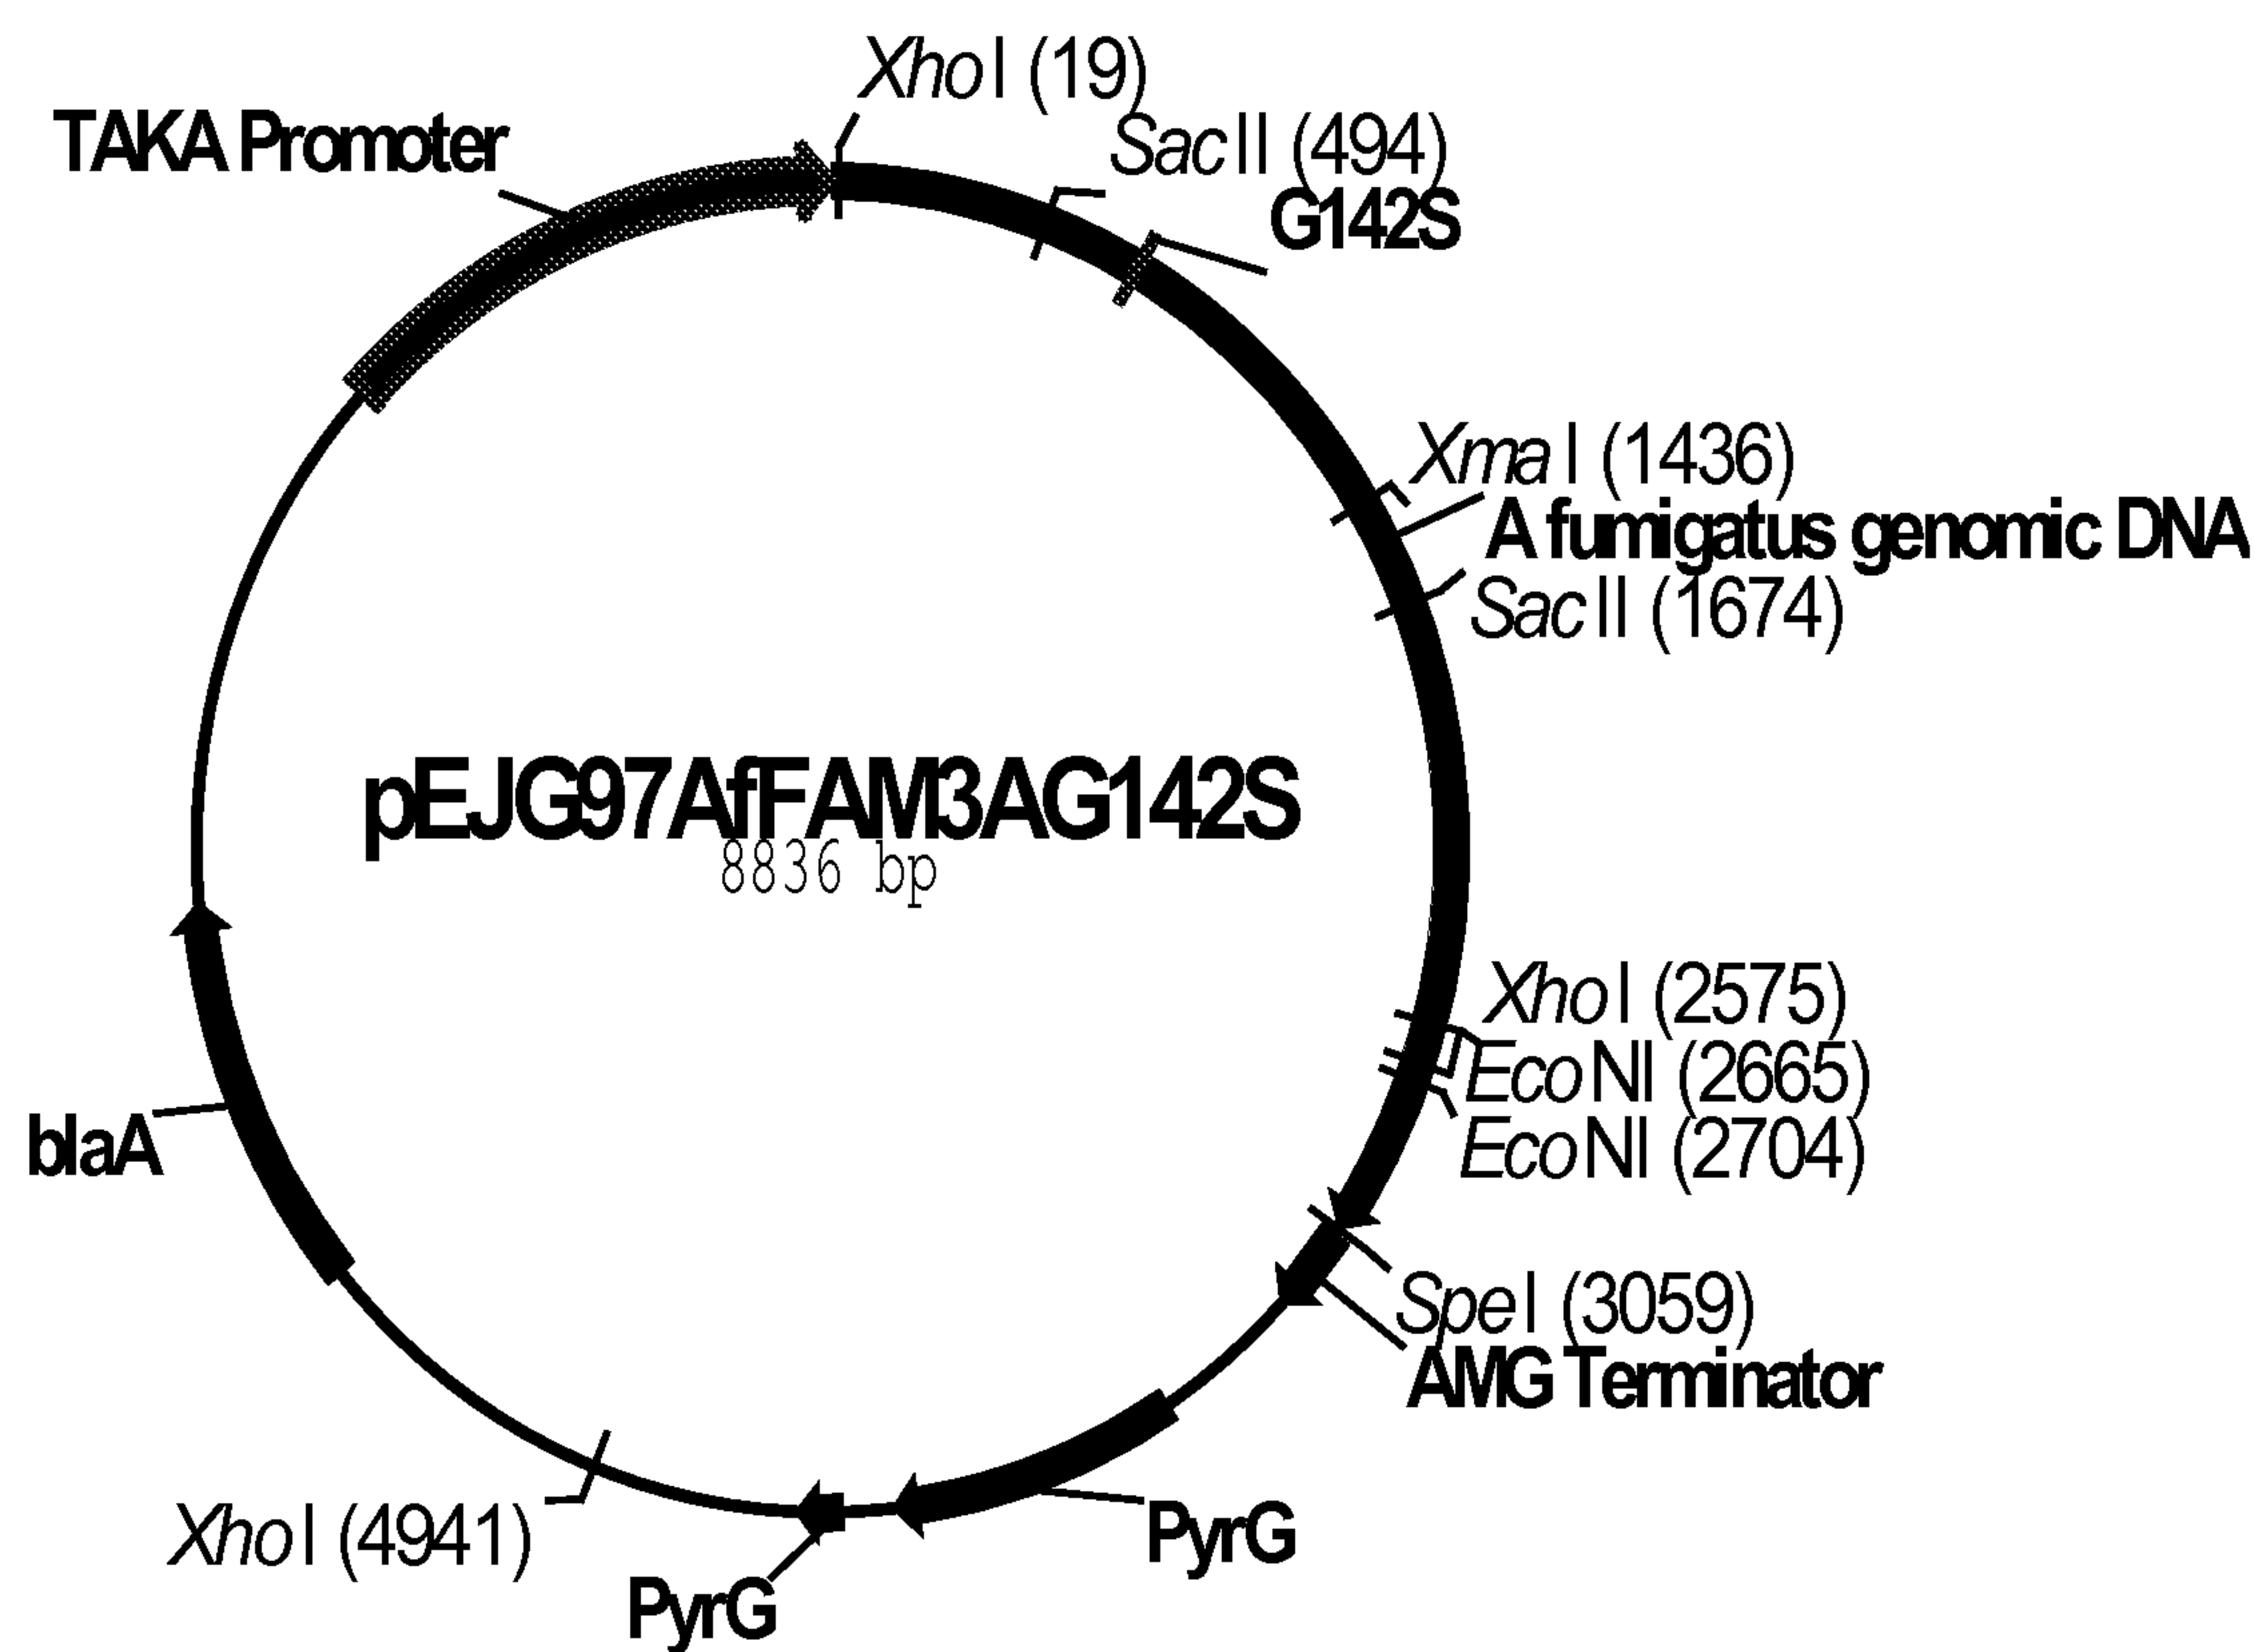 XhoI (19)
TAKA Promoter
SacII (494)
G142S
XmaI (1436)
A fumigatus genomic DNA
SacII (1674)
pEJG97AfFAM3AG142S
8836 bp
XhoI (2575)
EcoNI (2665)
EcoNI (2704)
blaA
SpeI (3059)
AMG Terminator
PyrG
XhoI (4941)
PyrG